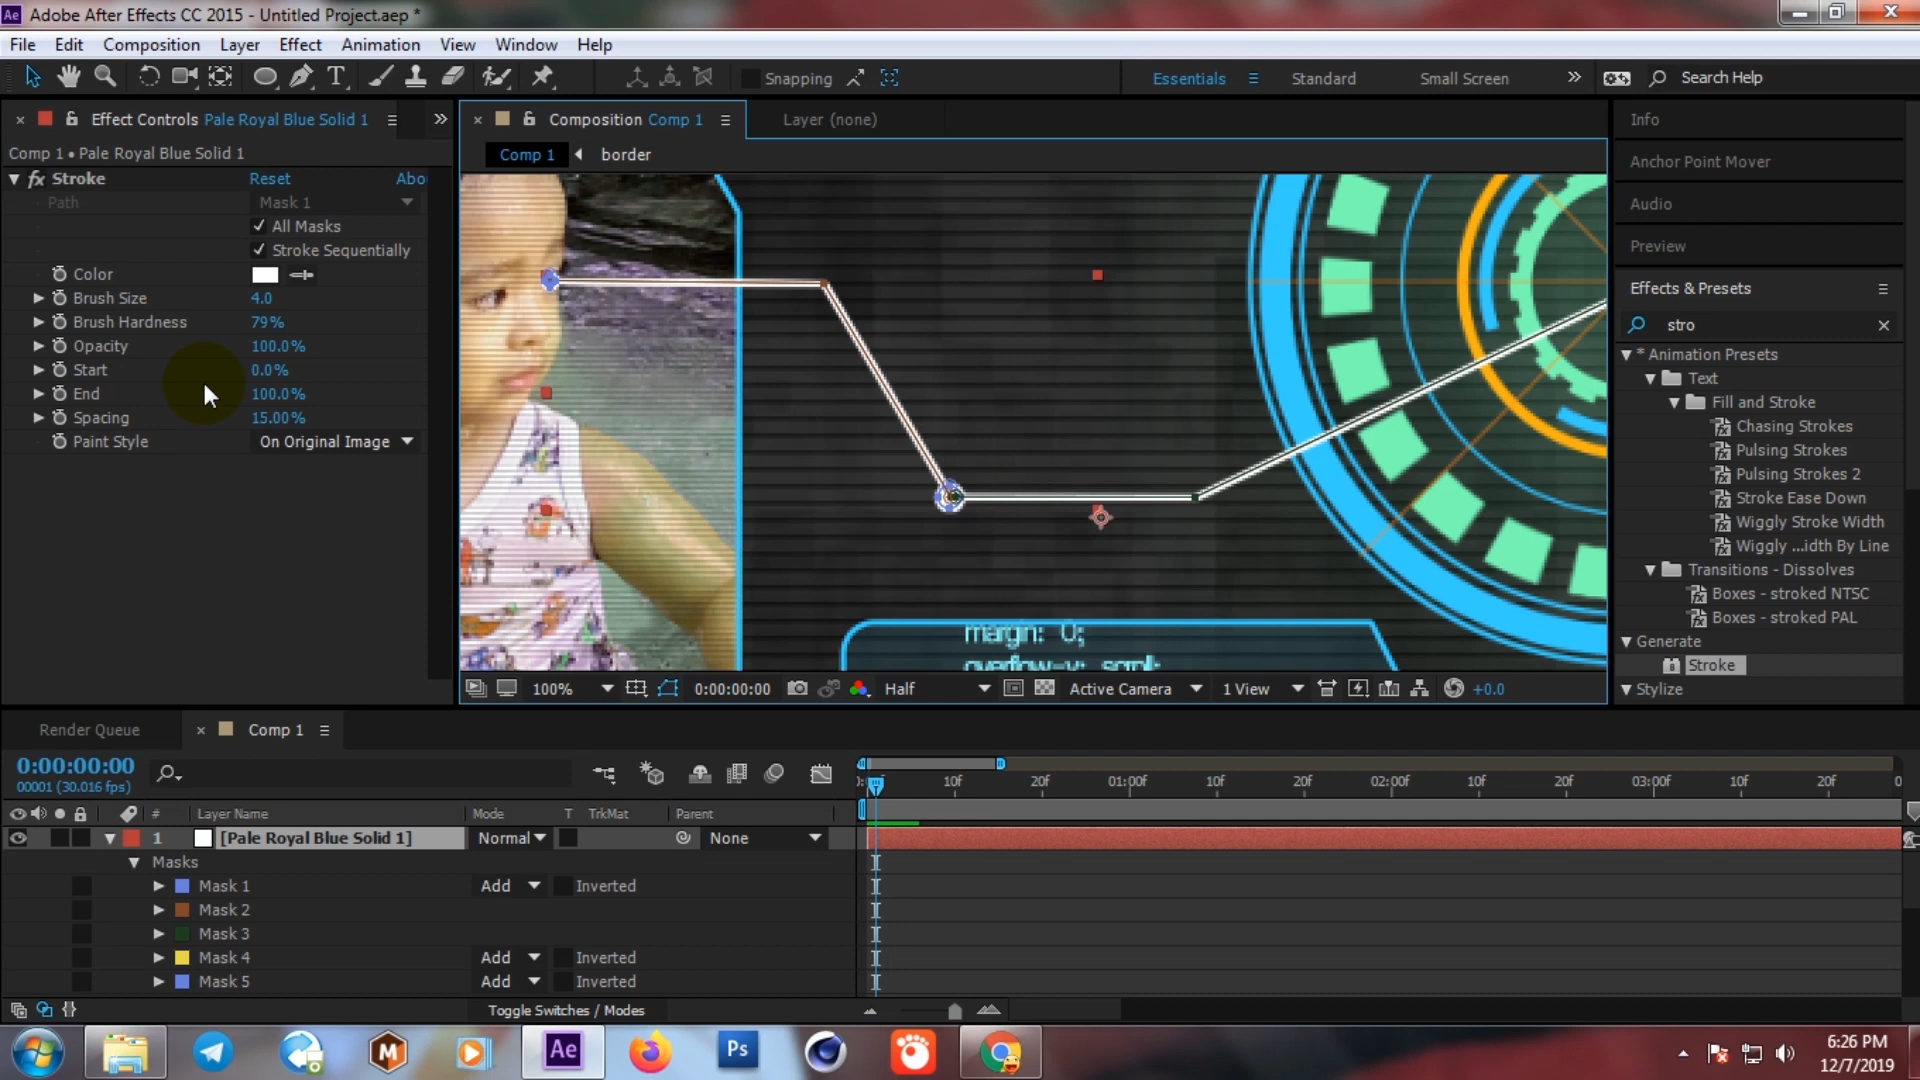 Adobe After Effects CC 2015 - Untitled Project.aep *
File Edit Composition Layer Effect Animation View Window Help
Snapping
Essentials Standard Small Screen
Search Help
Effect Controls Pale Royal Blue Solid 1
Composition Comp 1
Layer (none)
Comp 1 • Pale Royal Blue Solid 1
Comp 1 border
fx Stroke Reset Abo
Path Mask 1
All Masks
Stroke Sequentially
Color
Brush Size 4.0
Brush Hardness 79%
Opacity 100.0%
Start 0.0%
End 100.0%
Spacing 15.00%
Paint Style On Original Image
margin: 0;
overflow-y: scroll;
100% 0:00:00:00 Half Active Camera 1 View +0.0
Info
Anchor Point Mover
Audio
Preview
Effects & Presets
stro
* Animation Presets
Text
Fill and Stroke
Chasing Strokes
Pulsing Strokes
Pulsing Strokes 2
Stroke Ease Down
Wiggly Stroke Width
Wiggly ...idth By Line
Transitions - Dissolves
Boxes - stroked NTSC
Boxes - stroked PAL
Generate
Stroke
Stylize
Render Queue Comp 1
0:00:00:00
00001 (30.016 fps)
10f 20f 01:00f 10f 20f 02:00f 10f 20f 03:00f 10f 20f
# Layer Name Mode T TrkMat Parent
1 [Pale Royal Blue Solid 1] Normal None
Masks
Mask 1 Add Inverted
Mask 2
Mask 3
Mask 4 Add Inverted
Mask 5 Add Inverted
Toggle Switches / Modes
Ae
Ps
6:26 PM
12/7/2019